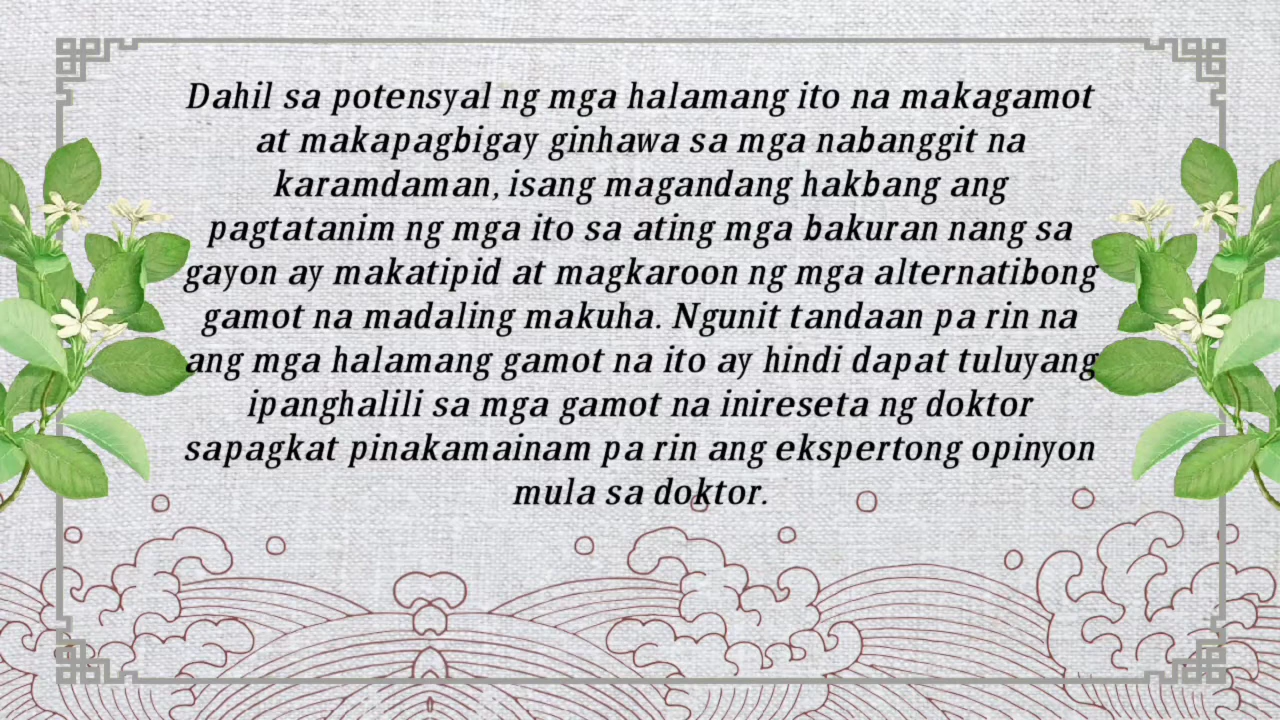 Dahil sa potensyal ng mga halamang ito na makagamot
at makapagbigay ginhawa sa mga nabanggit na
karamdaman, isang magandang hakbang ang
pagtatanim ng mga ito sa ating mga bakuran nang sa
gayon ay makatipid at magkaroon ng mga alternatibong
gamot na madaling makuha. Ngunit tandaan pa rin na
ang mga halamang gamot na ito ay hindi dapat tuluyang
ipanghalili sa mga gamot na inireseta ng doktor
sapagkat pinakamainam pa rin ang ekspertong opinyon
mula sa doktor.